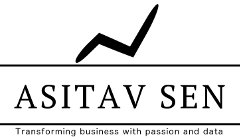 ASITAV SEN
Transforming business with passion and data